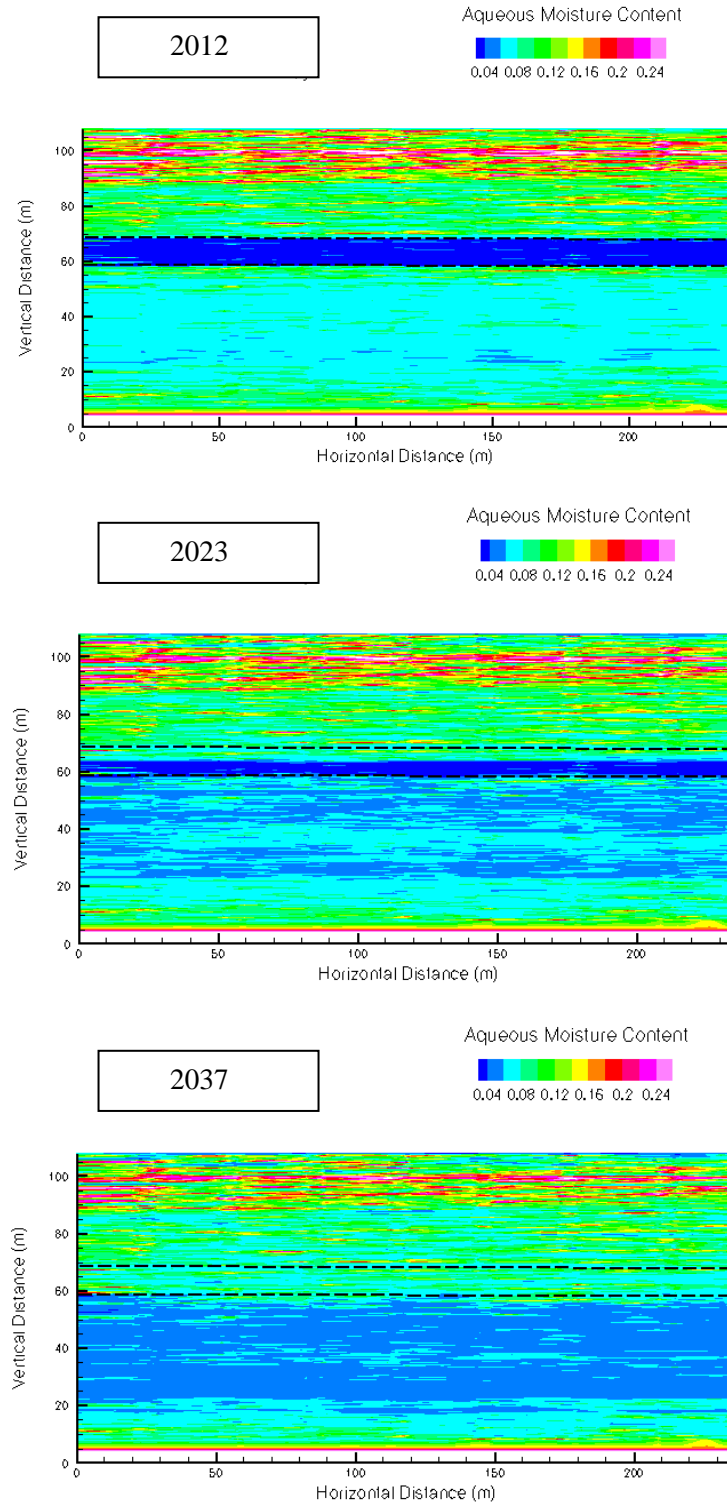 2012
Aqueous Moisture Content
0.04 0.08 0.12 0.16 0.2 0.24
100
80
60
40
20
0
Vertical Distance (m)
0 50 100 150 200
Horizontal Distance (m)
2023
Aqueous Moisture Content
0.04 0.08 0.12 0.16 0.2 0.24
100
80
60
40
20
0
Vertical Distance (m)
0 50 100 150 200
Horizontal Distance (m)
2037
Aqueous Moisture Content
0.04 0.08 0.12 0.16 0.2 0.24
100
80
60
40
20
0
Vertical Distance (m)
0 50 100 150 200
Horizontal Distance (m)